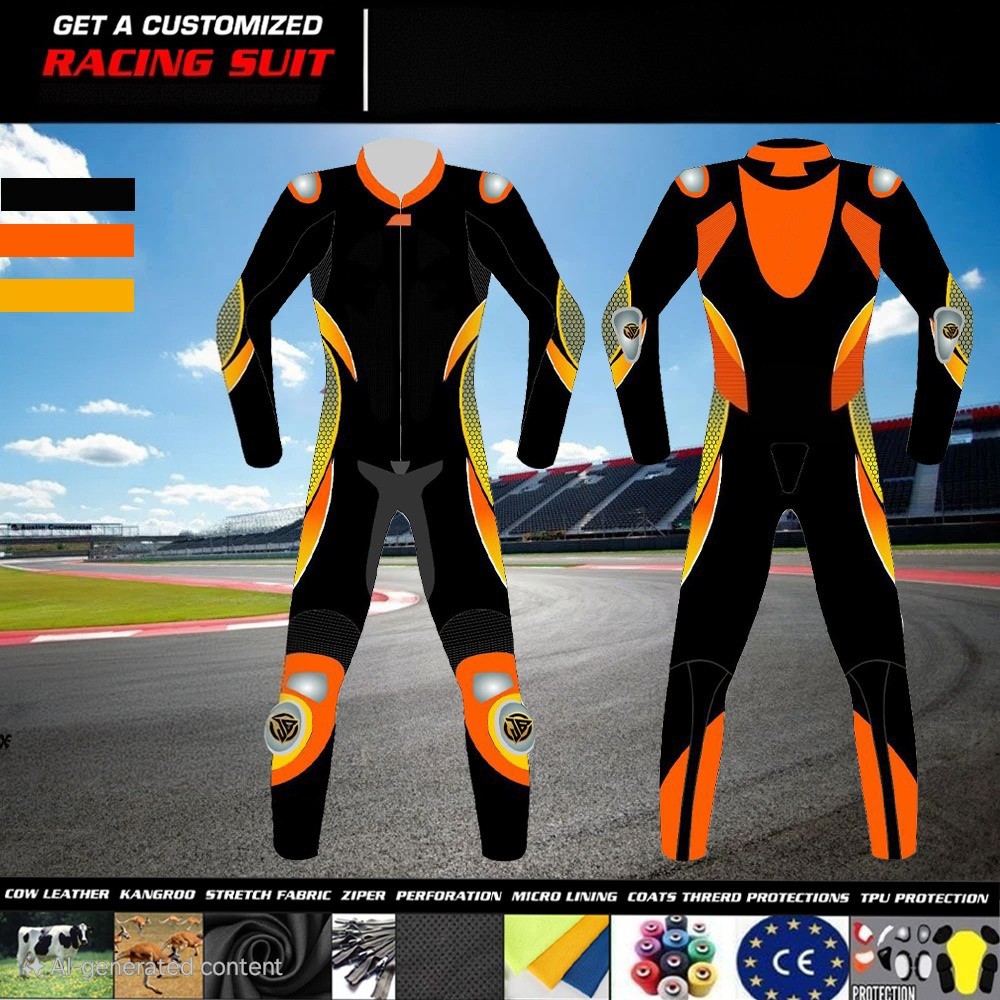 GET A CUSTOMIZED
RACING SUIT
COW LEATHER KANGROO STRETCH FABRIC ZIPER PERFORATION MICRO LINING COATS THRERD PROTECTIONS TPU PROTECTION
AI-generated content
CE
PROTECTION